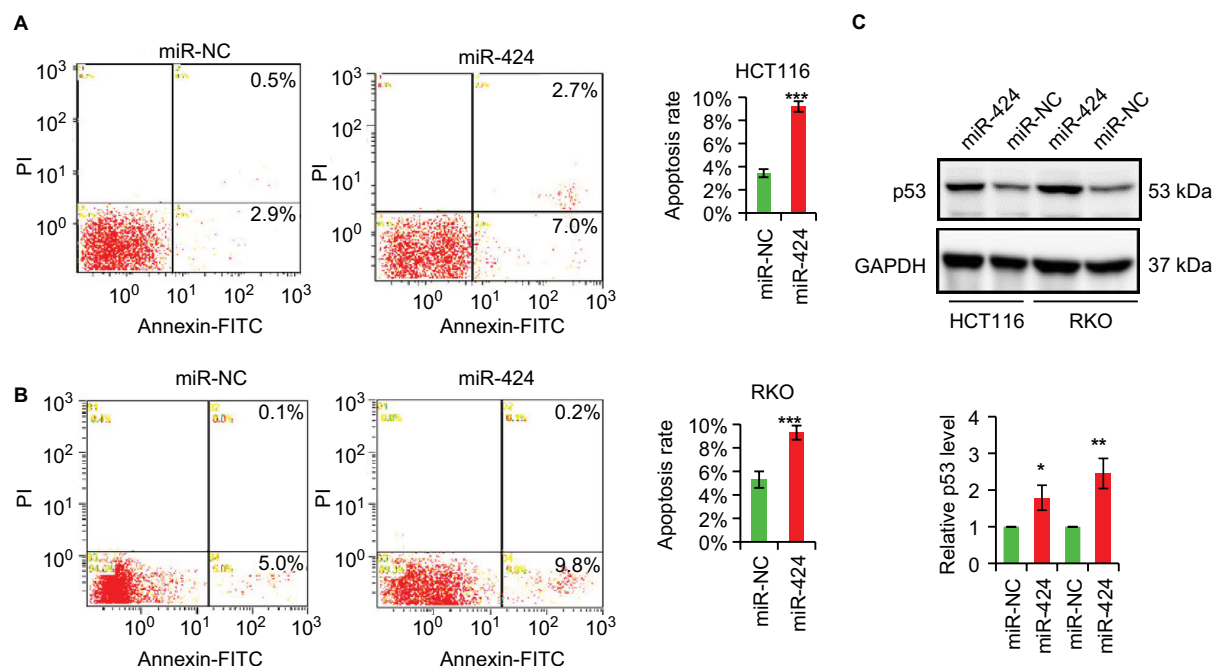 A
miR-NC
10³
10²
10¹
10⁰
PI
0.5%
2.9%
10⁰ 10¹ 10² 10³
Annexin-FITC
miR-424
10³
10²
10¹
10⁰
PI
2.7%
7.0%
10⁰ 10¹ 10² 10³
Annexin-FITC
HCT116
Apoptosis rate
10%
8%
6%
4%
2%
0%
***
miR-NC
miR-424
B
miR-NC
10³
10²
10¹
10⁰
PI
0.1%
5.0%
10⁰ 10¹ 10² 10³
Annexin-FITC
miR-424
10³
10²
10¹
10⁰
PI
0.2%
9.8%
10⁰ 10¹ 10² 10³
Annexin-FITC
RKO
Apoptosis rate
10%
8%
6%
4%
2%
0%
***
miR-NC
miR-424
C
miR-424 miR-NC miR-424 miR-NC
p53 53 kDa
GAPDH 37 kDa
HCT116 RKO
Relative p53 level
4
3
2
1
0
*
**
miR-NC
miR-424
miR-NC
miR-424